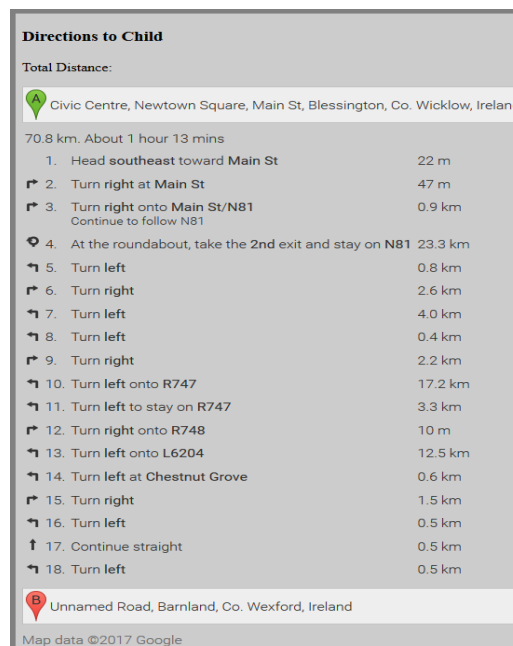 Directions to Child
Total Distance:
A
Civic Centre, Newtown Square, Main St, Blessington, Co. Wicklow, Irelan
70.8 km. About 1 hour 13 mins
1. Head southeast toward Main St 22 m
2. Turn right at Main St 47 m
3. Turn right onto Main St/N81 0.9 km
Continue to follow N81
4. At the roundabout, take the 2nd exit and stay on N81 23.3 km
5. Turn left 0.8 km
6. Turn right 2.6 km
7. Turn left 4.0 km
8. Turn left 0.4 km
9. Turn right 2.2 km
10. Turn left onto R747 17.2 km
11. Turn left to stay on R747 3.3 km
12. Turn right onto R748 10 m
13. Turn left onto L6204 12.5 km
14. Turn left at Chestnut Grove 0.6 km
15. Turn right 1.5 km
16. Turn left 0.5 km
17. Continue straight 0.5 km
18. Turn left 0.5 km
B
Unnamed Road, Barnland, Co. Wexford, Ireland
Map data ©2017 Google